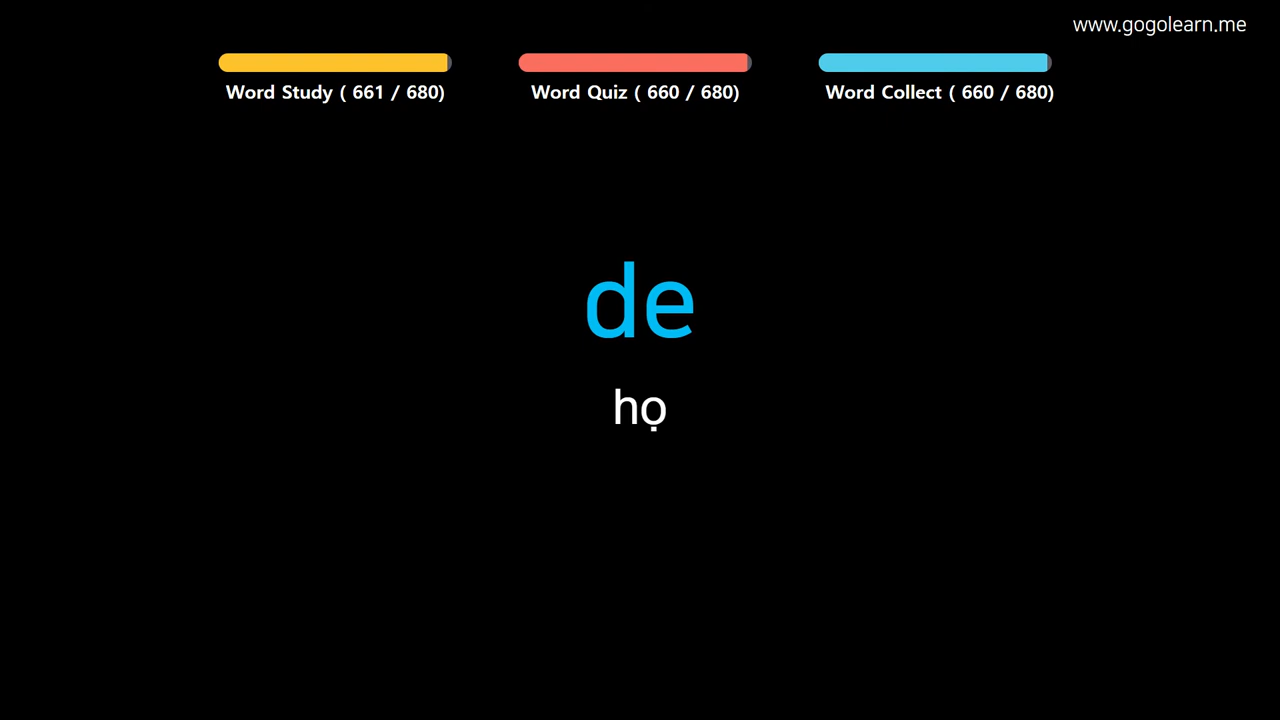 www.gogolearn.me
Word Study ( 661 / 680)
Word Quiz ( 660 / 680)
Word Collect ( 660 / 680)
de
họ